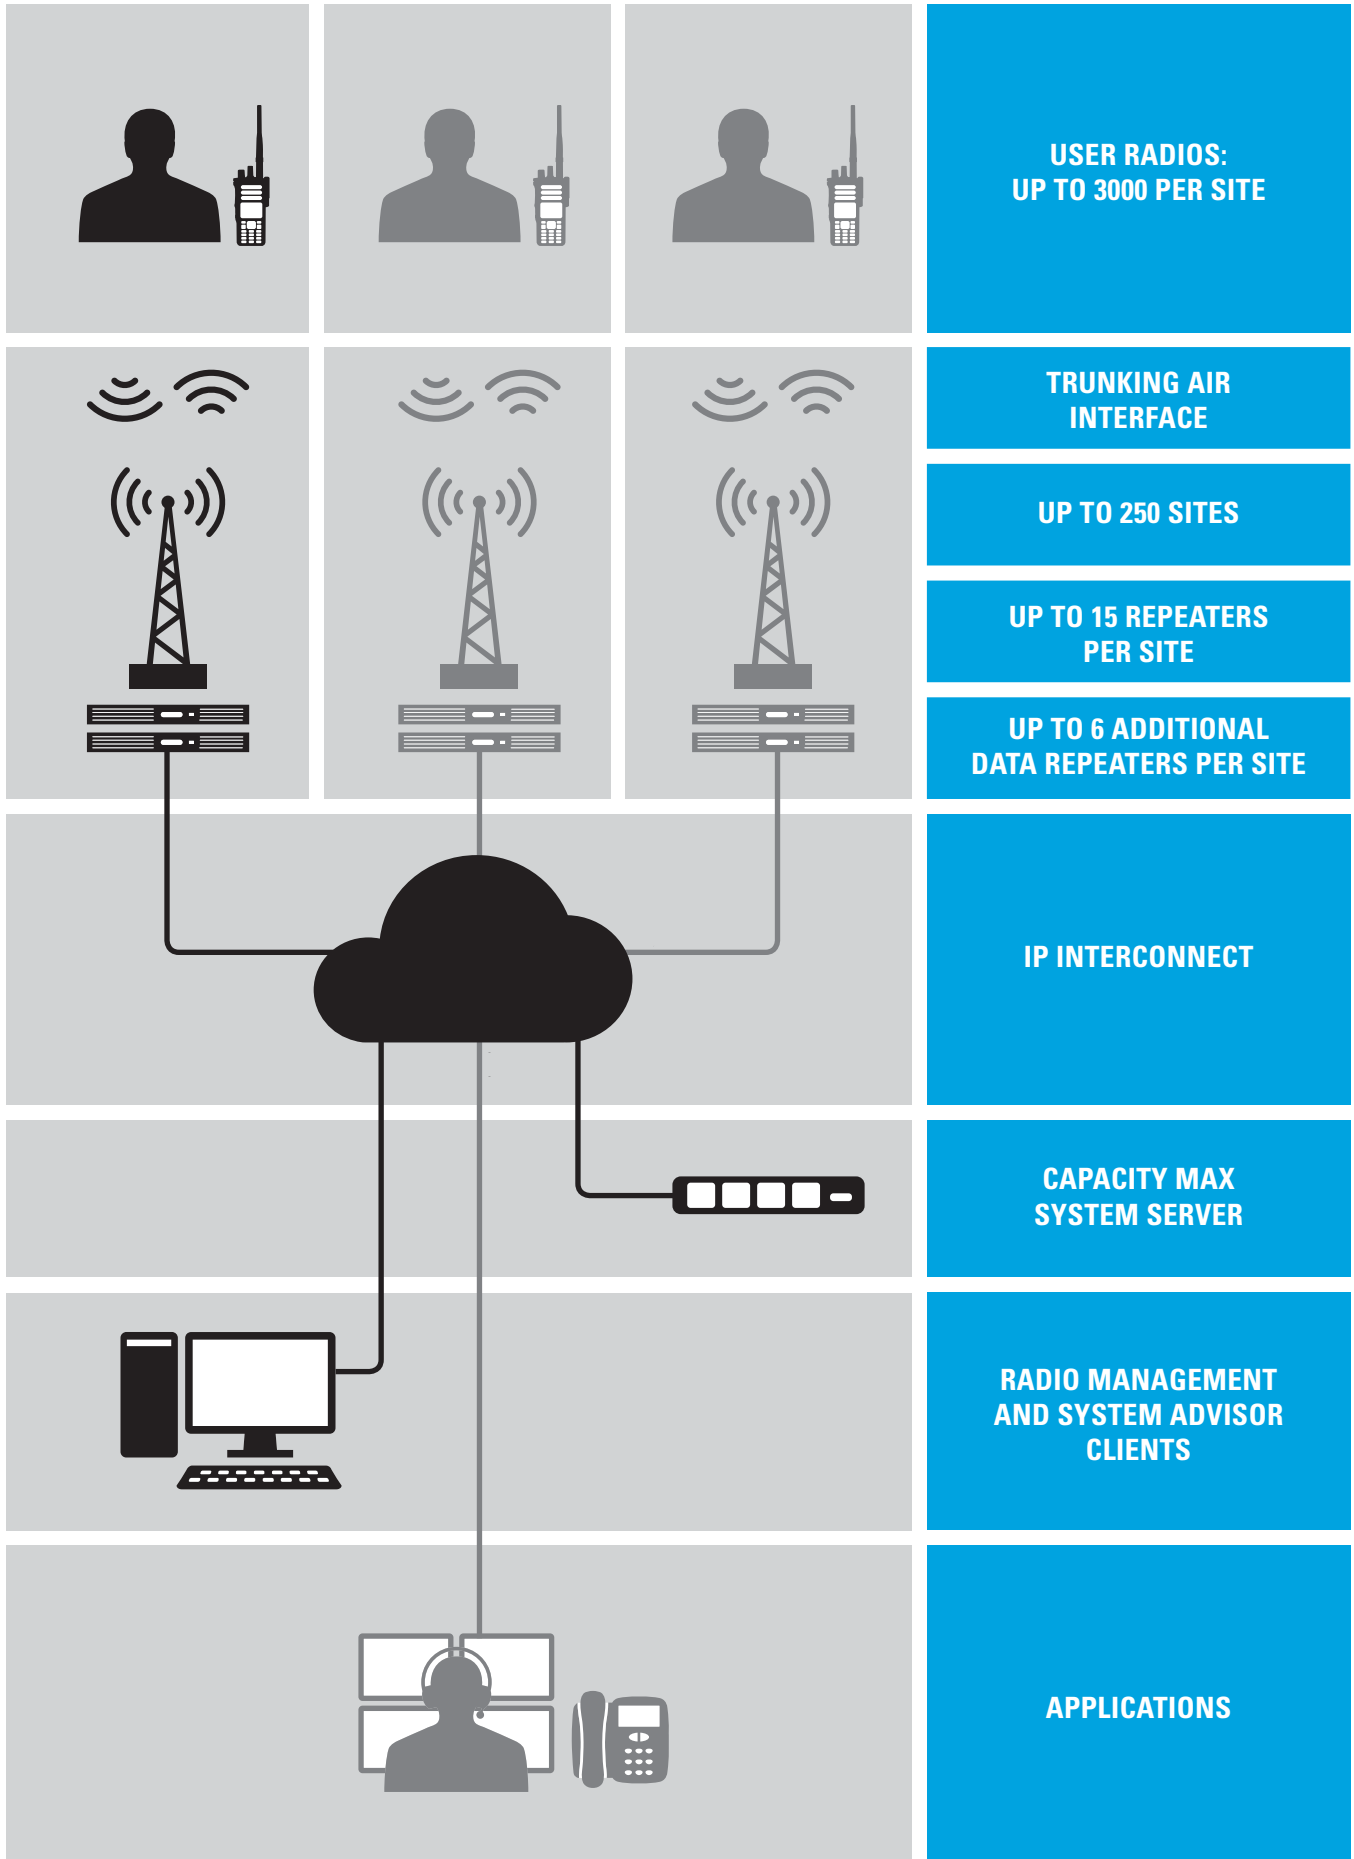 USER RADIOS:
UP TO 3000 PER SITE
TRUNKING AIR
INTERFACE
UP TO 250 SITES
UP TO 15 REPEATERS
PER SITE
UP TO 6 ADDITIONAL
DATA REPEATERS PER SITE
IP INTERCONNECT
CAPACITY MAX
SYSTEM SERVER
RADIO MANAGEMENT
AND SYSTEM ADVISOR
CLIENTS
APPLICATIONS